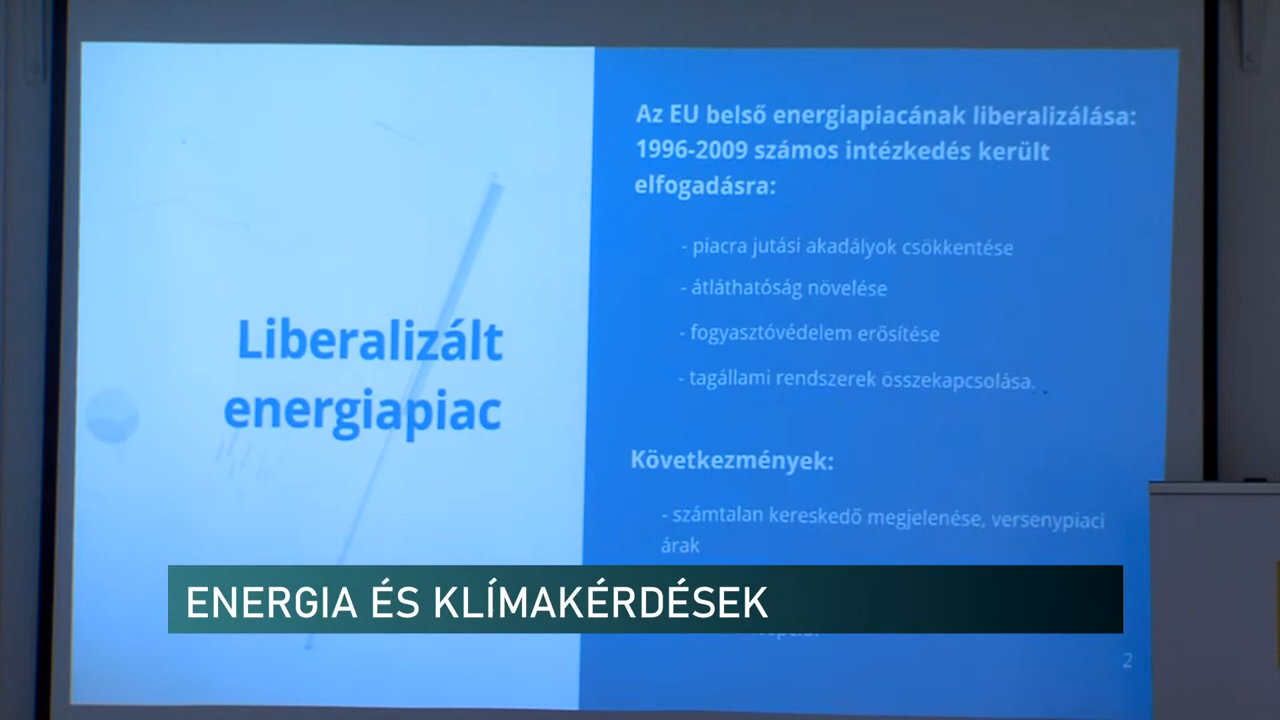 Liberalizált
energiapiac
Az EU belső energiapiacának liberalizálása:
1996-2009 számos intézkedés került
elfogadásra:
- piacra jutási akadályok csökkentése
- átláthatóság növelése
- fogyasztóvédelem erősítése
- tagállami rendszerek összekapcsolása.
Következmények:
- számtalan kereskedő megjelenése, versenypiaci
árak
ENERGIA ÉS KLÍMAKÉRDÉSEK
2